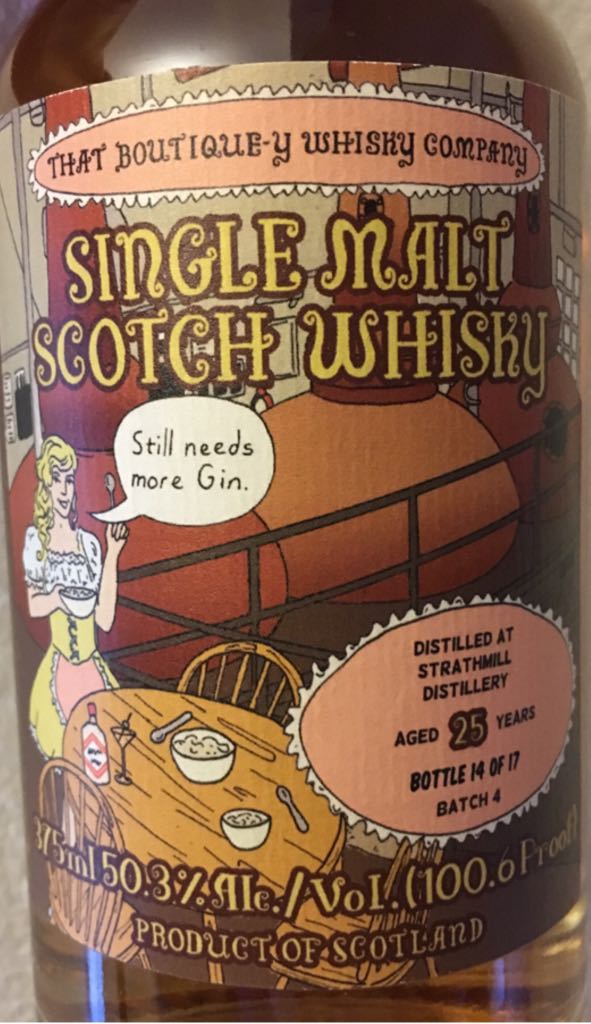 THAT BOUTIQUE-Y WHISKY COMPANY
SINGLE MALT
SCOTCH WHISKY
Still needs
more Gin.
DISTILLED AT
STRATHMILL
DISTILLERY
AGED 25 YEARS
BOTTLE 14 OF 17
BATCH 4
375ml 50.3% Alc./Vol. (100.6 Proof)
PRODUCT OF SCOTLAND